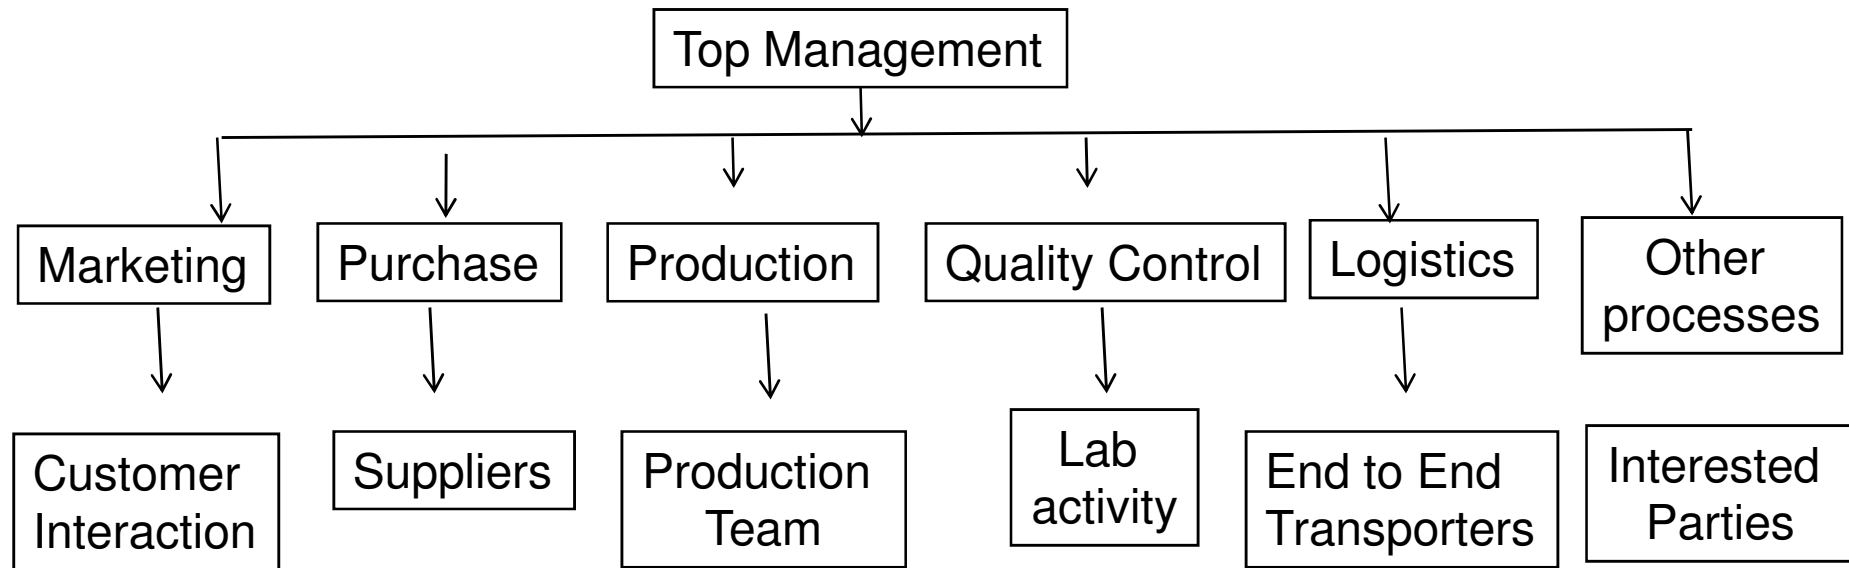 Top Management
Marketing
Purchase
Production
Quality Control
Logistics
Other
processes
Customer
Interaction
Suppliers
Production
Team
Lab
activity
End to End
Transporters
Interested
Parties